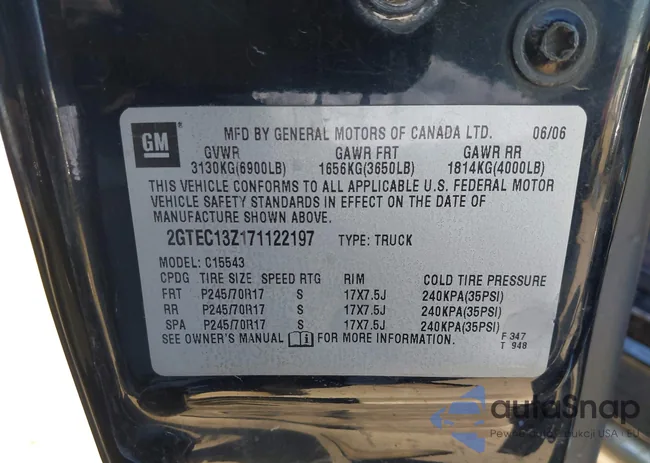 GM
MFD BY GENERAL MOTORS OF CANADA LTD. 06/06
GVWR GAWR FRT GAWR RR
3130KG(6900LB) 1656KG(3650LB) 1814KG(4000LB)
THIS VEHICLE CONFORMS TO ALL APPLICABLE U.S. FEDERAL MOTOR
VEHICLE SAFETY STANDARDS IN EFFECT ON THE DATE OF
MANUFACTURE SHOWN ABOVE.
2GTEC13Z171122197 TYPE: TRUCK
MODEL: C15543
CPDG TIRE SIZE SPEED RTG RIM COLD TIRE PRESSURE
FRT P245/70R17 S 17X7.5J 240KPA(35PSI)
RR P245/70R17 S 17X7.5J 240KPA(35PSI)
SPA P245/70R17 S 17X7.5J 240KPA(35PSI)
SEE OWNER'S MANUAL FOR MORE INFORMATION.
F 347
T 948
autoSnap
Pewne aukcji USA i EU